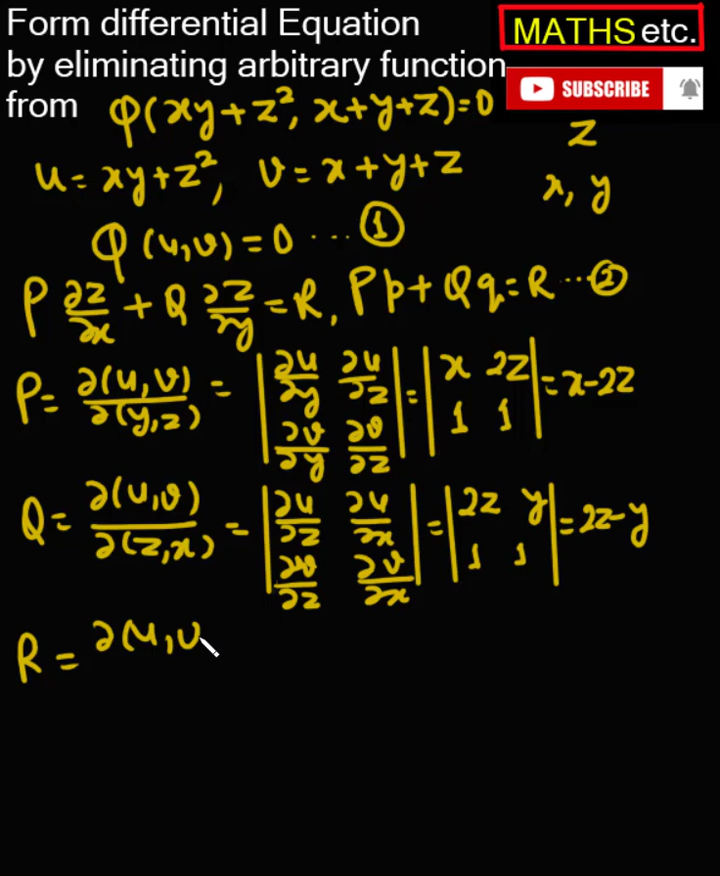 Form differential Equation
MATHS etc.
by eliminating arbitrary function
SUBSCRIBE
from φ(xy+z², x+y+z)=0
z
u = xy+z², v = x+y+z
x, y
φ(u,v) = 0 ... ①
P ∂z/∂x + Q ∂z/∂y = R, Pp + Qq = R ... ②
P = ∂(u,v)/∂(y,z) = |∂u/∂y ∂u/∂z; ∂v/∂y ∂v/∂z| = |x 2z; 1 1| = x-2z
Q = ∂(u,v)/∂(z,x) = |∂u/∂z ∂u/∂x; ∂v/∂z ∂v/∂x| = |2z y; 1 1| = 2z-y
R = ∂(u,v